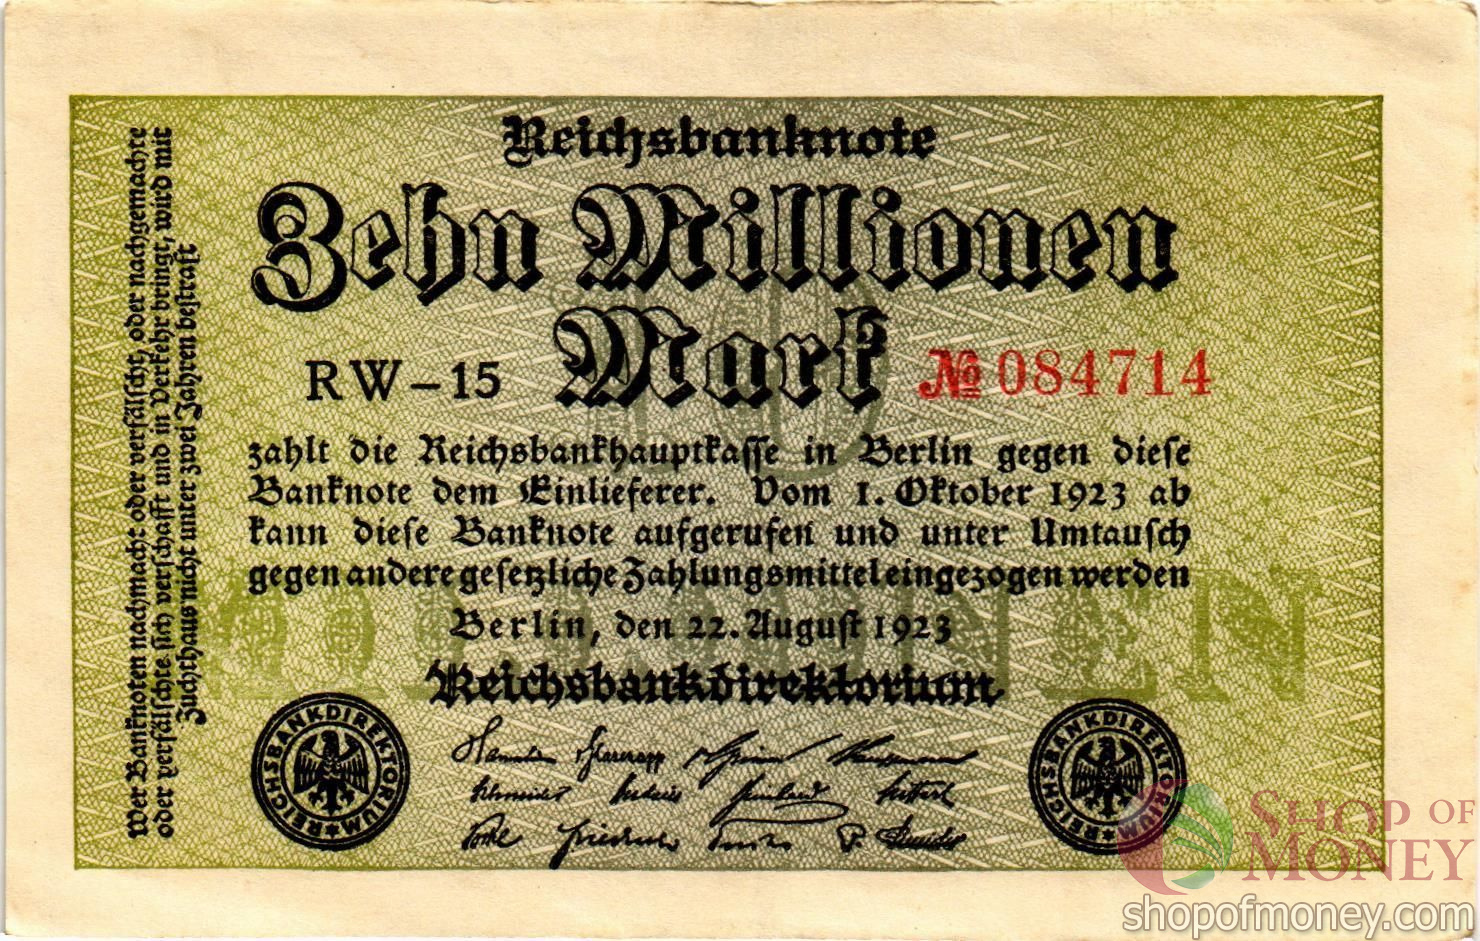 Reichsbanknote
Zehn Millionen
Mark
RW-15
№ 084714
zahlt die Reichsbankhauptkasse in Berlin gegen diese
Banknote dem Einlieferer. Vom 1. Oktober 1923 ab
kann diese Banknote aufgerufen und unter Umtausch
gegen andere gesetzliche Zahlungsmittel eingezogen werden
Berlin, den 22. August 1923
Reichsbankdirektorium
Wer Banknoten nachmacht oder verfälscht, oder nachgemachte
oder verfälschte sich verschafft und in Verkehr bringt, wird mit
Zuchthaus nicht unter zwei Jahren bestraft
10
MILLIONEN
REICHSBANKDIREKTORIUM
REICHSBANKDIREKTORIUM
SHOP OF
MONEY
shopofmoney.com